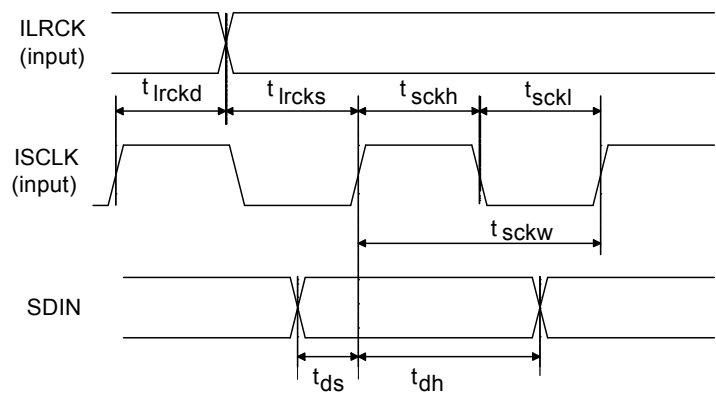 ILRCK
(input)
t lrckd
t lrcks
t sckh
t sckl
ISCLK
(input)
t sckw
SDIN
t ds
t dh